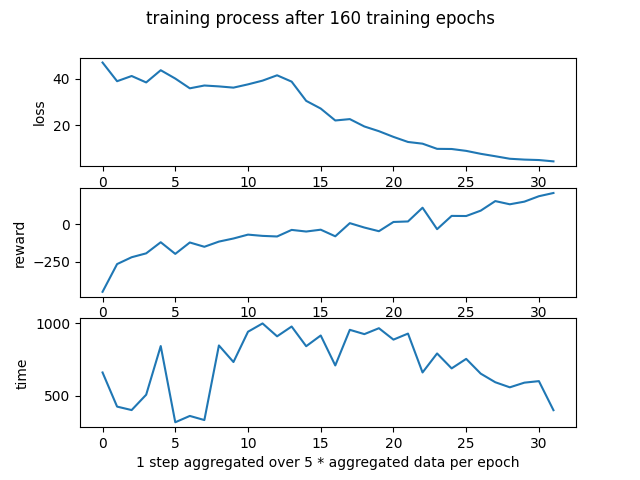 training process after 160 training epochs
40
20
loss
0 5 10 15 20 25 30
0
−250
reward
0 5 10 15 20 25 30
1000
500
time
0 5 10 15 20 25 30
1 step aggregated over 5 * aggregated data per epoch